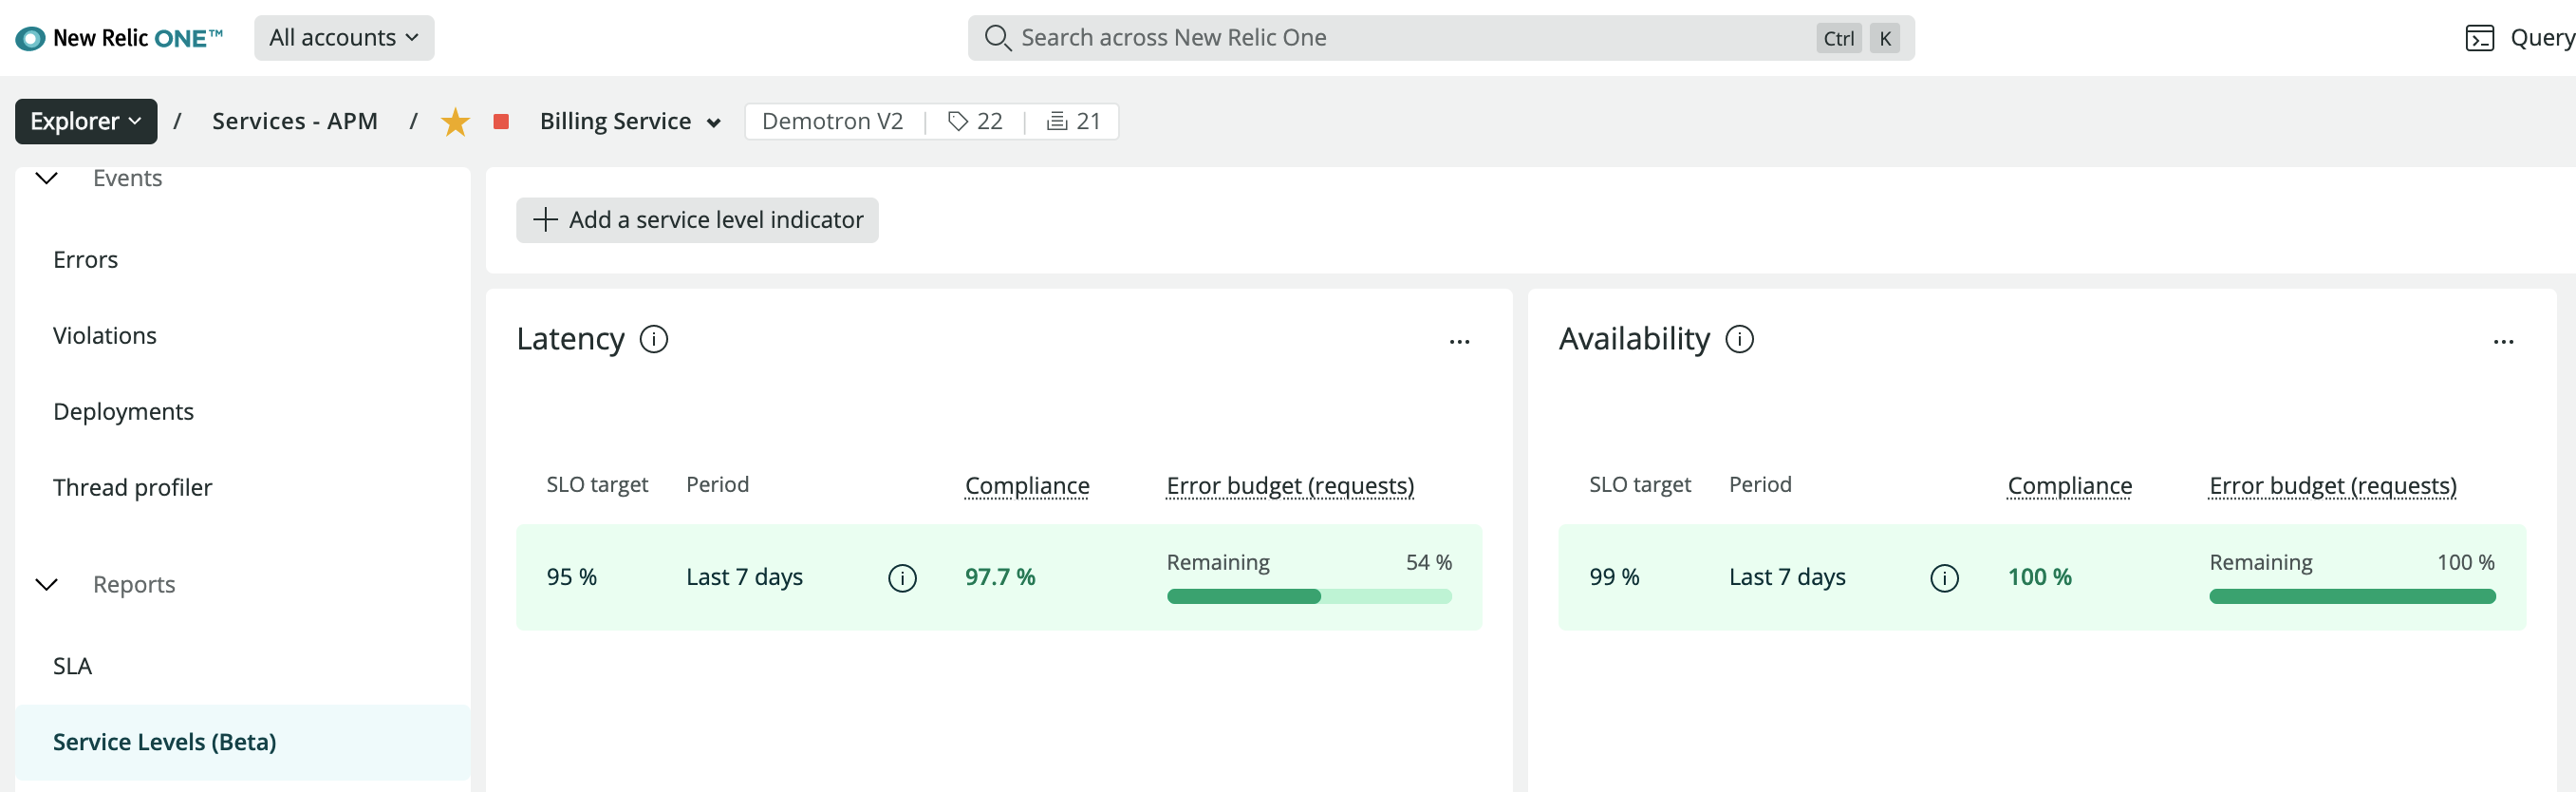 New Relic ONE™ All accounts Search across New Relic One Ctrl K Query
Explorer / Services - APM / Billing Service Demotron V2 22 21
Events
Errors
Violations
Deployments
Thread profiler
Reports
SLA
Service Levels (Beta)
Add a service level indicator
Latency
SLO target Period Compliance Error budget (requests)
95 % Last 7 days 97.7 % Remaining 54 %
Availability
SLO target Period Compliance Error budget (requests)
99 % Last 7 days 100 % Remaining 100 %